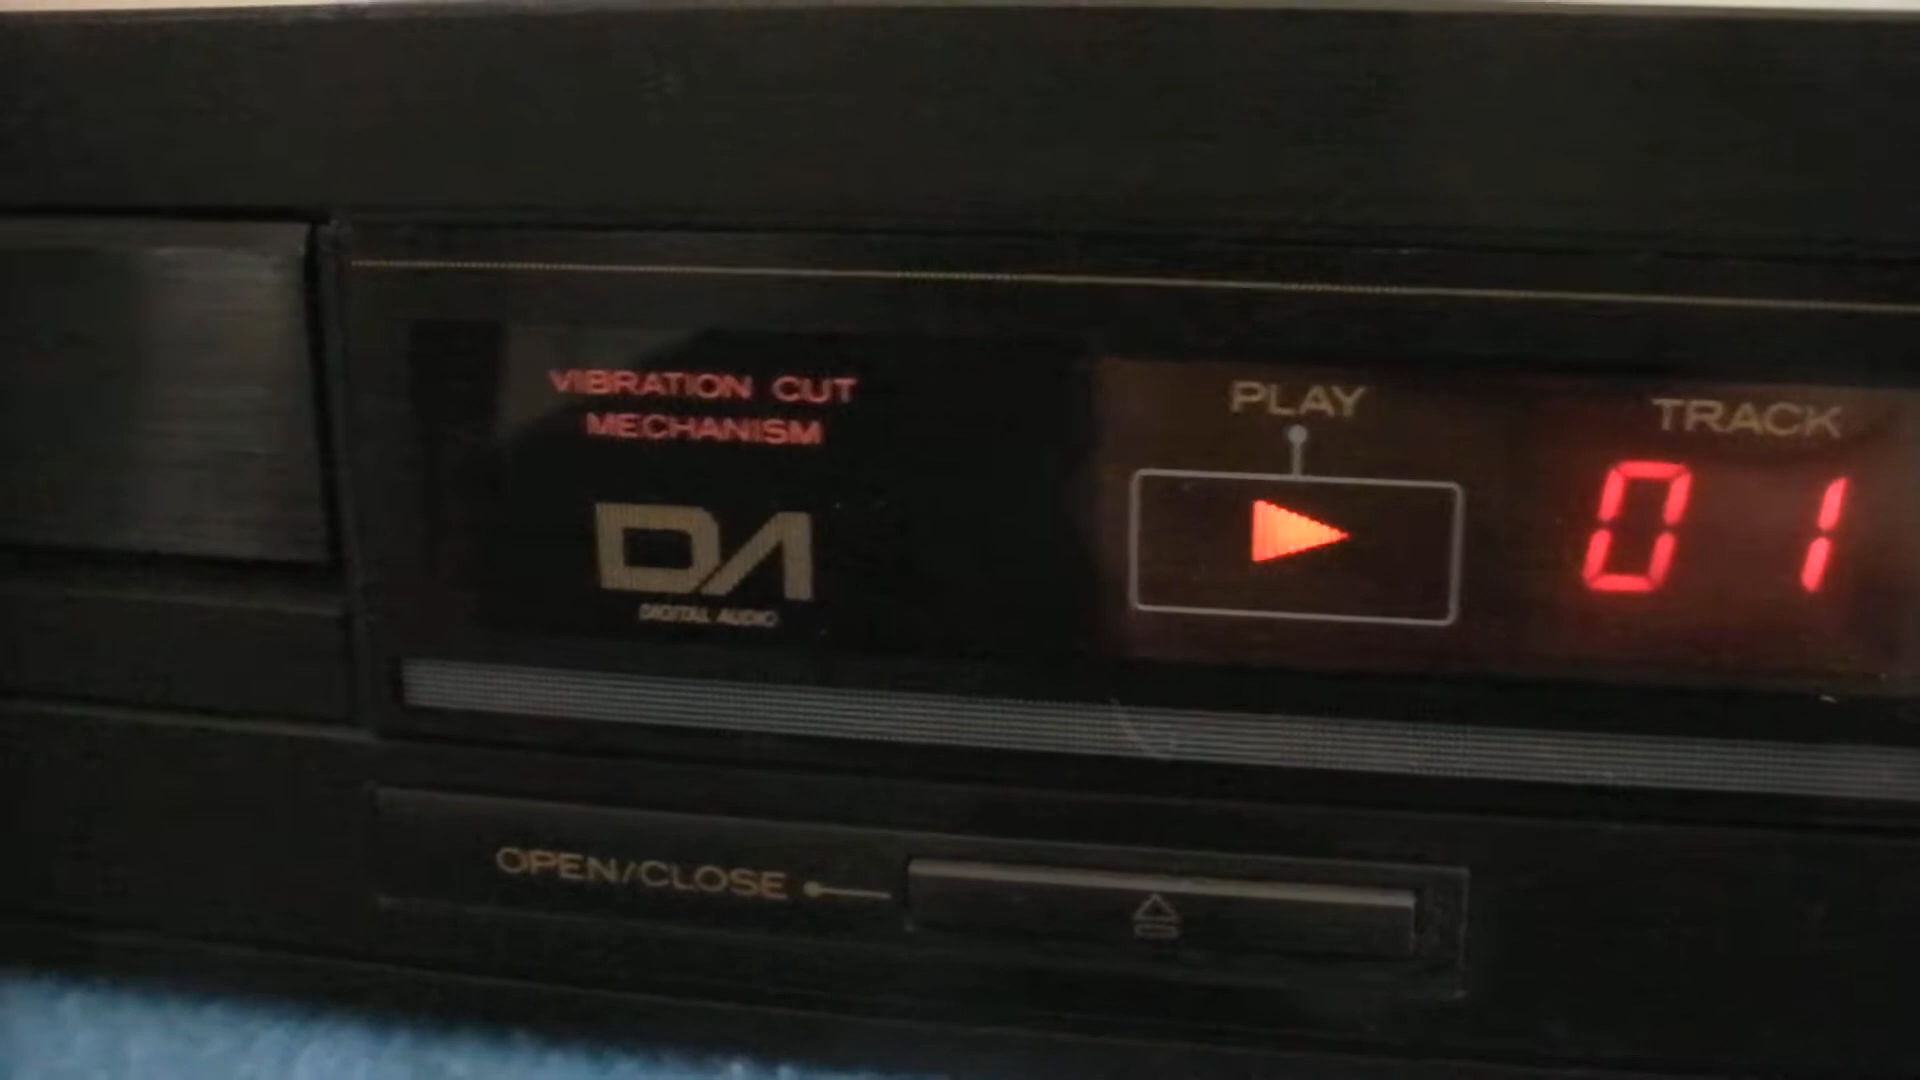 VIBRATION CUT
MECHANISM
DA
DIGITAL AUDIO
PLAY
TRACK
01
OPEN/CLOSE